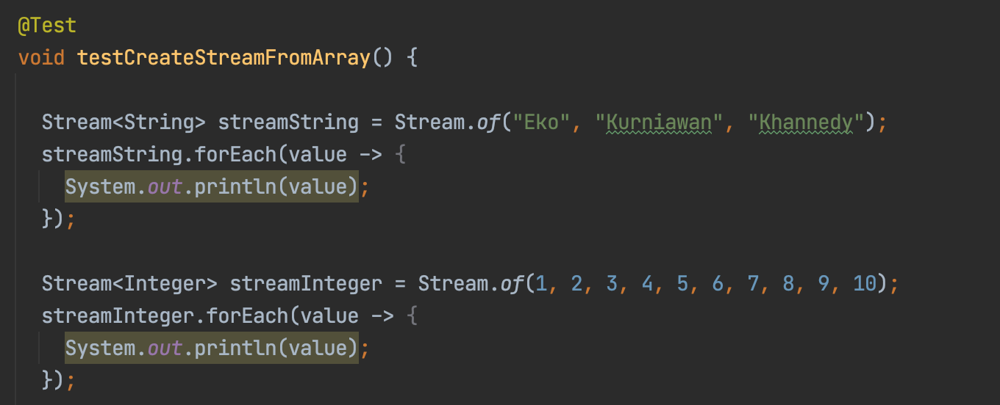 @Test
void testCreateStreamFromArray() {
Stream<String> streamString = Stream.of("Eko", "Kurniawan", "Khannedy");
streamString.forEach(value -> {
System.out.println(value);
});
Stream<Integer> streamInteger = Stream.of(1, 2, 3, 4, 5, 6, 7, 8, 9, 10);
streamInteger.forEach(value -> {
System.out.println(value);
});